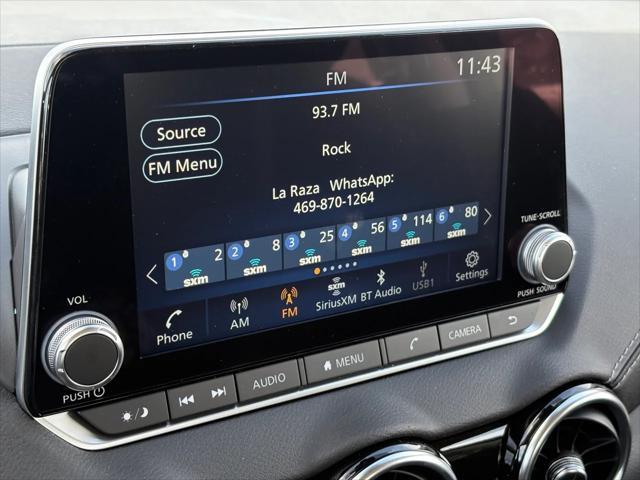 FM 11:43
93.7 FM
Source
Rock
FM Menu
La Raza WhatsApp:
469-870-1264
1 2 sxm
2 8 sxm
3 25 sxm
4 56 sxm
5 114 sxm
6 80 sxm
Phone
AM
FM
SiriusXM
BT Audio
USB1
Settings
VOL
PUSH
TUNE·SCROLL
PUSH SOUND
AUDIO
MENU
CAMERA